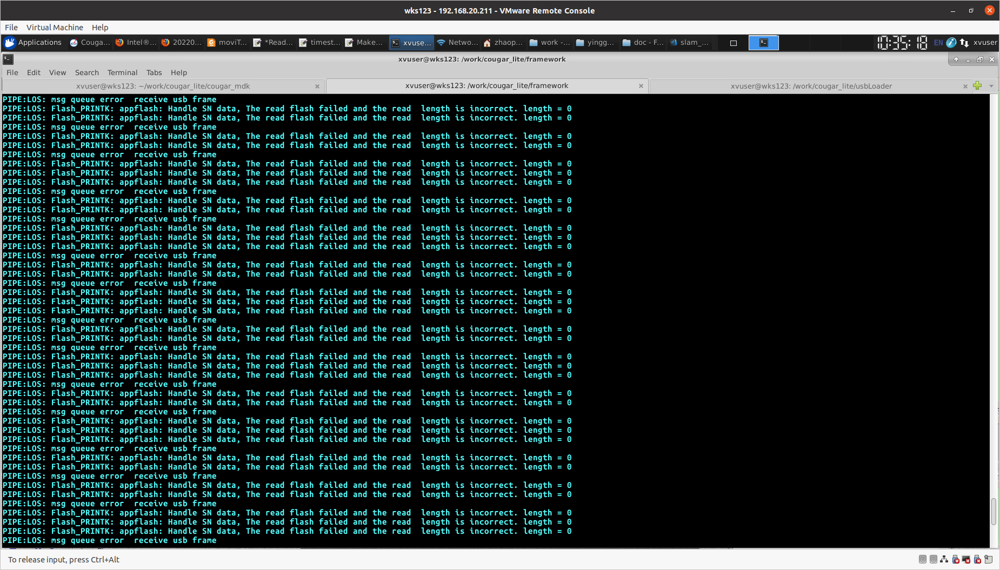 wks123 - 192.168.20.211 - VMware Remote Console
File Virtual Machine Help
Applications Couga... Intel®... 20220... moviT... *Read... timest... Make... xvuse... Netwo... zhaop... work -... yingg... doc - F... slam_... 10:35:18 EN xvuser
xvuser@wks123: /work/cougar_lite/framework
File Edit View Search Terminal Tabs Help
xvuser@wks123: ~/work/cougar_lite/cougar_mdk xvuser@wks123: /work/cougar_lite/framework xvuser@wks123: /work/cougar_lite/usbLoader
PIPE:LOS: msg queue error  receive usb frame
PIPE:LOS: Flash_PRINTK: appflash: Handle SN data, The read flash failed and the read  length is incorrect. length = 0
PIPE:LOS: Flash_PRINTK: appflash: Handle SN data, The read flash failed and the read  length is incorrect. length = 0
PIPE:LOS: msg queue error  receive usb frame
PIPE:LOS: Flash_PRINTK: appflash: Handle SN data, The read flash failed and the read  length is incorrect. length = 0
PIPE:LOS: Flash_PRINTK: appflash: Handle SN data, The read flash failed and the read  length is incorrect. length = 0
PIPE:LOS: msg queue error  receive usb frame
PIPE:LOS: Flash_PRINTK: appflash: Handle SN data, The read flash failed and the read  length is incorrect. length = 0
PIPE:LOS: Flash_PRINTK: appflash: Handle SN data, The read flash failed and the read  length is incorrect. length = 0
PIPE:LOS: Flash_PRINTK: appflash: Handle SN data, The read flash failed and the read  length is incorrect. length = 0
PIPE:LOS: msg queue error  receive usb frame
PIPE:LOS: Flash_PRINTK: appflash: Handle SN data, The read flash failed and the read  length is incorrect. length = 0
PIPE:LOS: Flash_PRINTK: appflash: Handle SN data, The read flash failed and the read  length is incorrect. length = 0
PIPE:LOS: msg queue error  receive usb frame
PIPE:LOS: Flash_PRINTK: appflash: Handle SN data, The read flash failed and the read  length is incorrect. length = 0
PIPE:LOS: Flash_PRINTK: appflash: Handle SN data, The read flash failed and the read  length is incorrect. length = 0
PIPE:LOS: Flash_PRINTK: appflash: Handle SN data, The read flash failed and the read  length is incorrect. length = 0
PIPE:LOS: msg queue error  receive usb frame
PIPE:LOS: Flash_PRINTK: appflash: Handle SN data, The read flash failed and the read  length is incorrect. length = 0
PIPE:LOS: Flash_PRINTK: appflash: Handle SN data, The read flash failed and the read  length is incorrect. length = 0
PIPE:LOS: msg queue error  receive usb frame
PIPE:LOS: Flash_PRINTK: appflash: Handle SN data, The read flash failed and the read  length is incorrect. length = 0
PIPE:LOS: Flash_PRINTK: appflash: Handle SN data, The read flash failed and the read  length is incorrect. length = 0
PIPE:LOS: Flash_PRINTK: appflash: Handle SN data, The read flash failed and the read  length is incorrect. length = 0
PIPE:LOS: msg queue error  receive usb frame
PIPE:LOS: Flash_PRINTK: appflash: Handle SN data, The read flash failed and the read  length is incorrect. length = 0
PIPE:LOS: Flash_PRINTK: appflash: Handle SN data, The read flash failed and the read  length is incorrect. length = 0
PIPE:LOS: msg queue error  receive usb frame
PIPE:LOS: Flash_PRINTK: appflash: Handle SN data, The read flash failed and the read  length is incorrect. length = 0
PIPE:LOS: Flash_PRINTK: appflash: Handle SN data, The read flash failed and the read  length is incorrect. length = 0
PIPE:LOS: Flash_PRINTK: appflash: Handle SN data, The read flash failed and the read  length is incorrect. length = 0
PIPE:LOS: msg queue error  receive usb frame
PIPE:LOS: Flash_PRINTK: appflash: Handle SN data, The read flash failed and the read  length is incorrect. length = 0
PIPE:LOS: Flash_PRINTK: appflash: Handle SN data, The read flash failed and the read  length is incorrect. length = 0
PIPE:LOS: msg queue error  receive usb frame
PIPE:LOS: Flash_PRINTK: appflash: Handle SN data, The read flash failed and the read  length is incorrect. length = 0
PIPE:LOS: Flash_PRINTK: appflash: Handle SN data, The read flash failed and the read  length is incorrect. length = 0
PIPE:LOS: Flash_PRINTK: appflash: Handle SN data, The read flash failed and the read  length is incorrect. length = 0
PIPE:LOS: msg queue error  receive usb frame
PIPE:LOS: Flash_PRINTK: appflash: Handle SN data, The read flash failed and the read  length is incorrect. length = 0
PIPE:LOS: Flash_PRINTK: appflash: Handle SN data, The read flash failed and the read  length is incorrect. length = 0
PIPE:LOS: msg queue error  receive usb frame
PIPE:LOS: Flash_PRINTK: appflash: Handle SN data, The read flash failed and the read  length is incorrect. length = 0
PIPE:LOS: Flash_PRINTK: appflash: Handle SN data, The read flash failed and the read  length is incorrect. length = 0
PIPE:LOS: msg queue error  receive usb frame
PIPE:LOS: Flash_PRINTK: appflash: Handle SN data, The read flash failed and the read  length is incorrect. length = 0
PIPE:LOS: Flash_PRINTK: appflash: Handle SN data, The read flash failed and the read  length is incorrect. length = 0
PIPE:LOS: Flash_PRINTK: appflash: Handle SN data, The read flash failed and the read  length is incorrect. length = 0
PIPE:LOS: msg queue error  receive usb frame
To release input, press Ctrl+Alt